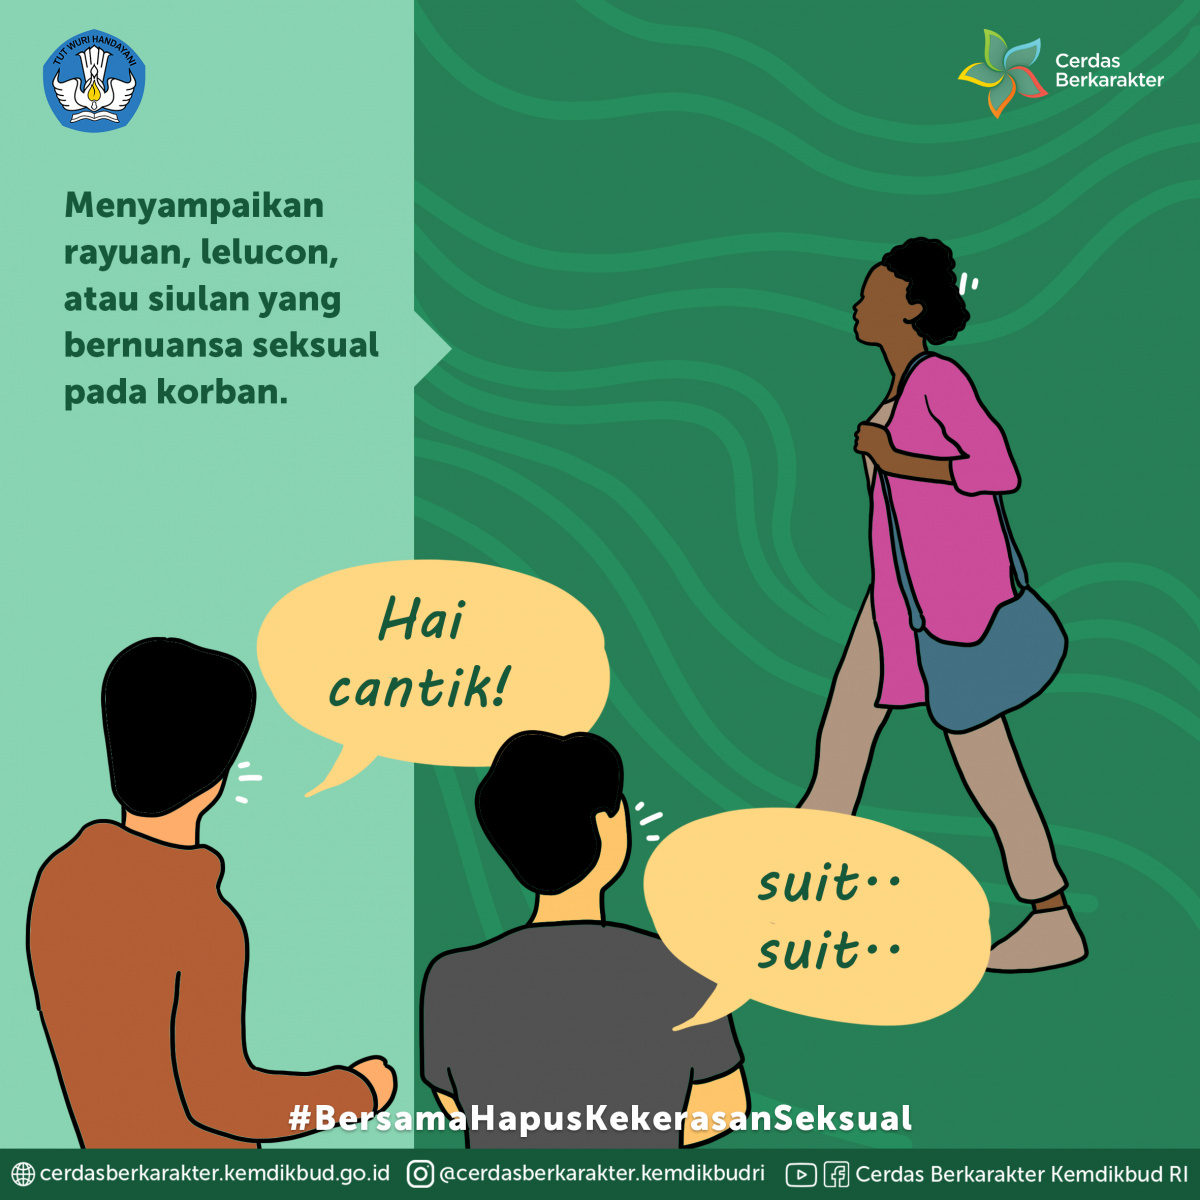 TUT WURI HANDAYANI
Cerdas
Berkarakter
Menyampaikan
rayuan, lelucon,
atau siulan yang
bernuansa seksual
pada korban.
Hai
cantik!
suit..
suit..
#BersamaHapusKekerasanSeksual
cerdasberkarakter.kemdikbud.go.id @cerdasberkarakter.kemdikbudri Cerdas Berkarakter Kemdikbud RI